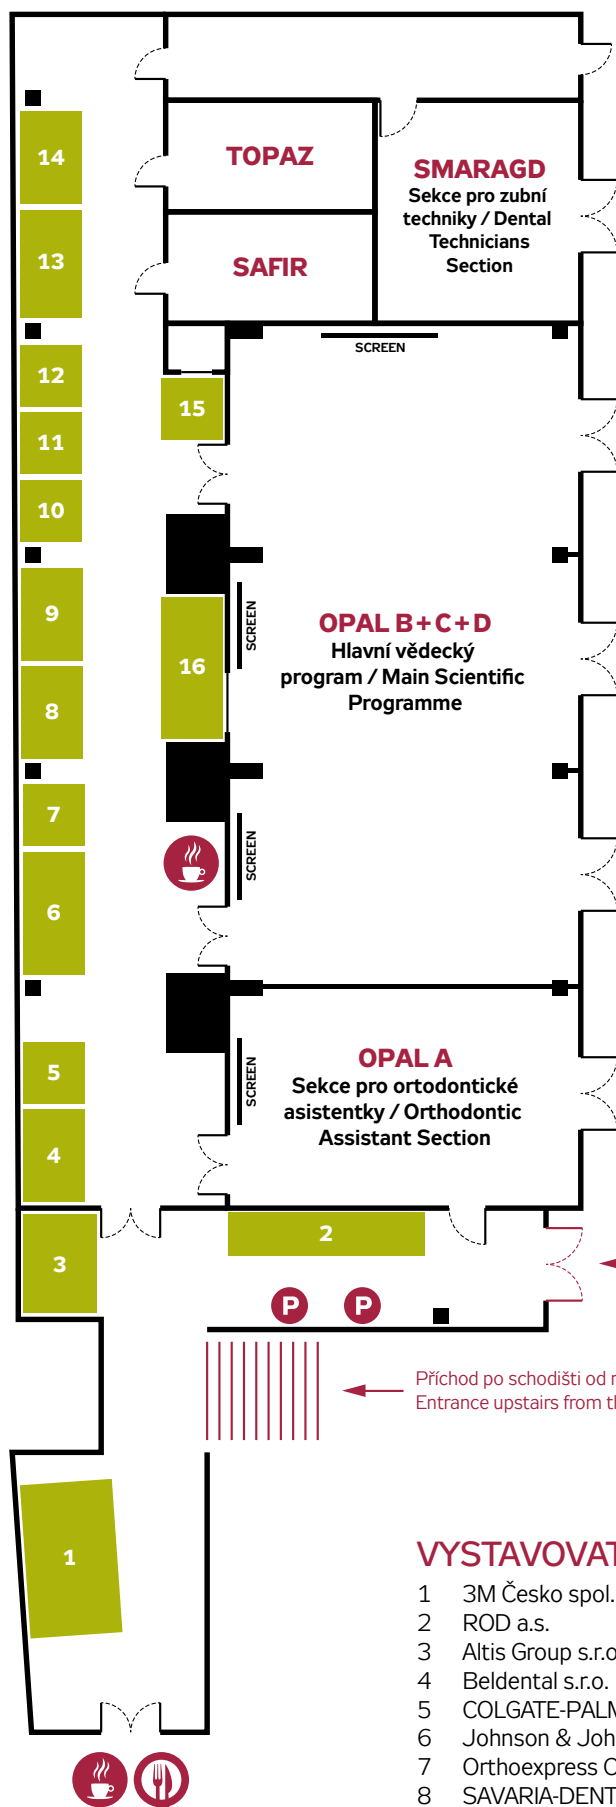 TOPAZ
SMARAGD
Sekce pro zubní
techniky / Dental
Technicians
Section
SAFIR
SCREEN
14
13
12
11
10
9
8
7
6
5
4
3
15
16
SCREEN
OPAL B+C+D
Hlavní vědecký
program / Main Scientific
Programme
SCREEN
OPAL A
Sekce pro ortodontické
asistentky / Orthodontic
Assistant Section
SCREEN
2
P P
Příchod po schodišti od
Entrance upstairs from
1
VYSTAVOVAT
1 3M Česko spol.
2 ROD a.s.
3 Altis Group s.r.o
4 Beldental s.r.o.
5 COLGATE-PALM
6 Johnson & Joh
7 Orthoexpress
8 SAVARIA-DENT